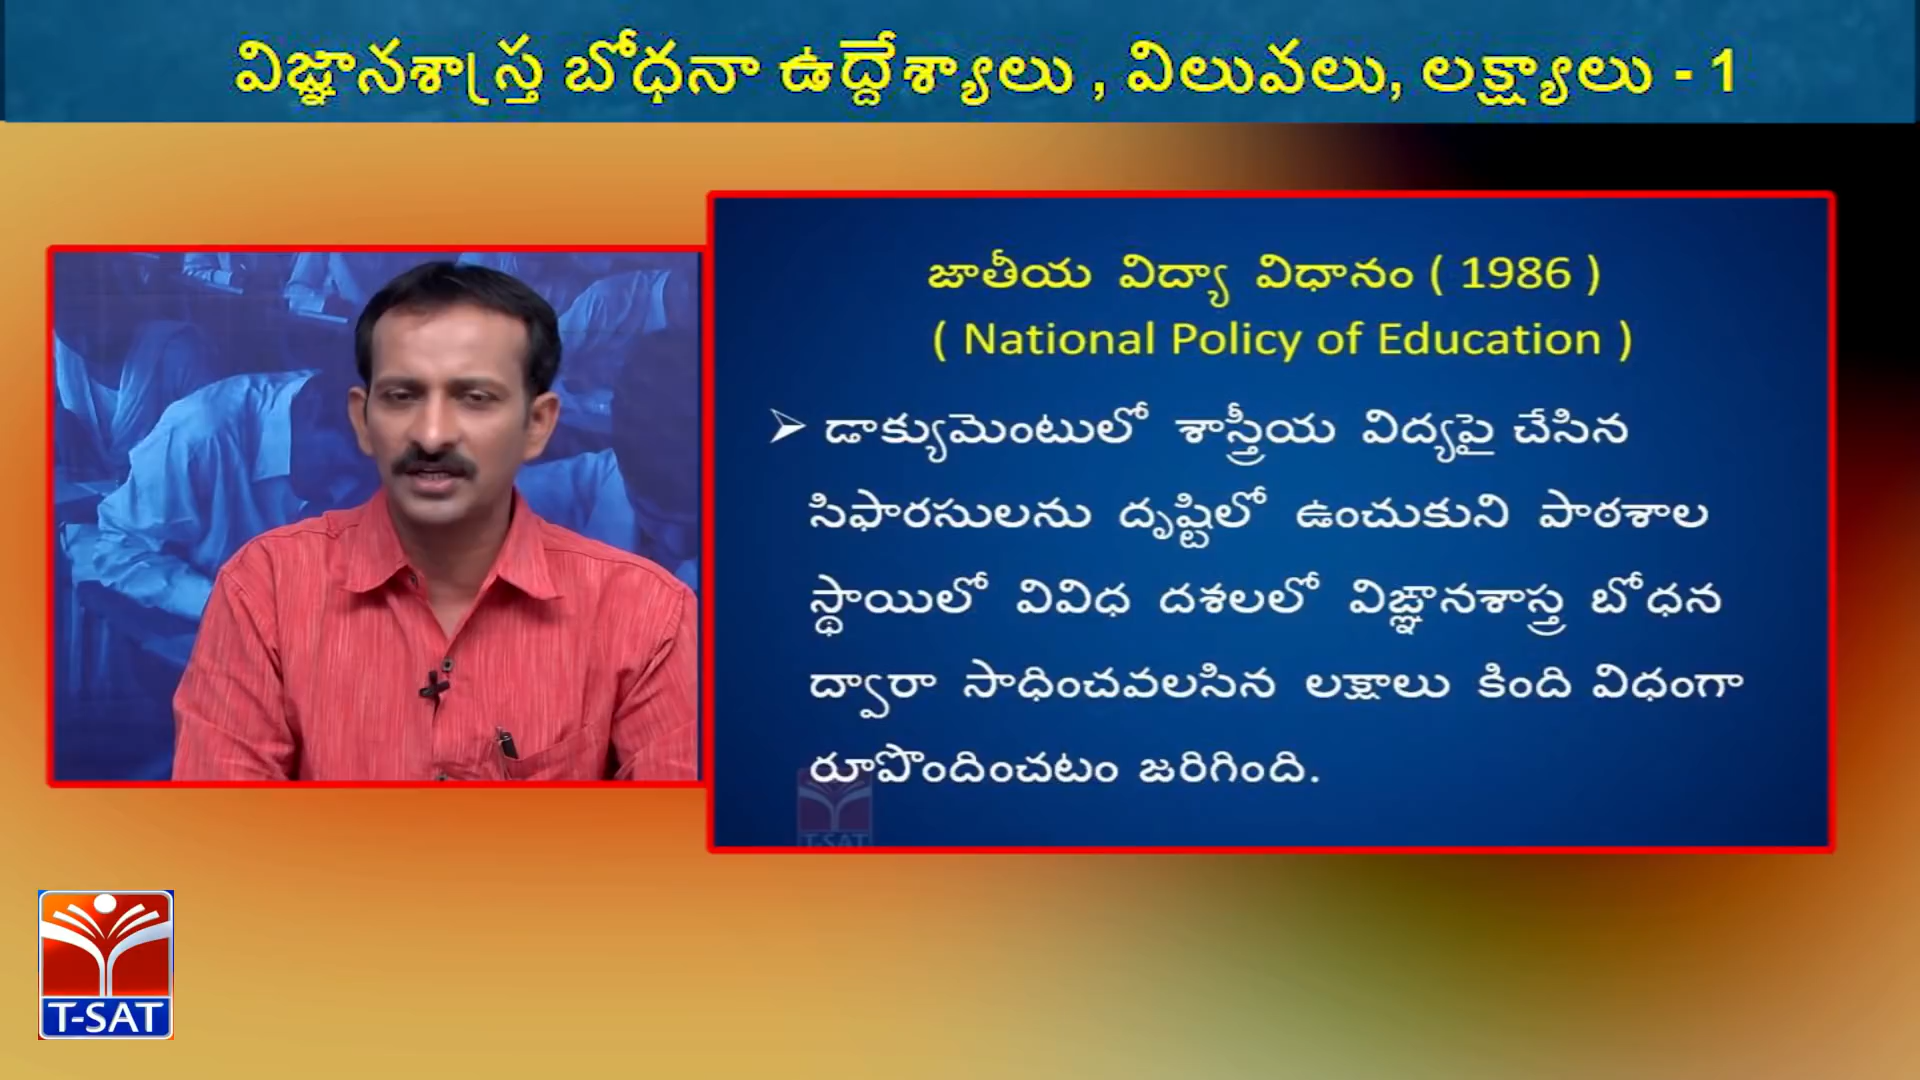 విజ్ఞానశాస్త్ర బోధనా ఉద్దేశ్యాలు , విలువలు, లక్ష్యాలు - 1
జాతీయ విద్యా విధానం ( 1986 )
( National Policy of Education )
➢ డాక్యుమెంటులో శాస్త్రీయ విద్యపై చేసిన
సిఫారసులను దృష్టిలో ఉంచుకుని పాఠశాల
స్థాయిలో వివిధ దశలలో విఙ్ఞానశాస్త్ర బోధన
ద్వారా సాధించవలసిన లక్షాలు కింది విధంగా
రూపొందించటం జరిగింది.
T-SAT
T-SAT